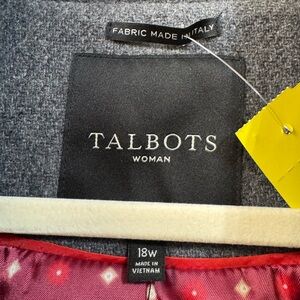 FABRIC MADE IN ITALY
TALBOTS
WOMAN
18W
MADE IN
VIETNAM